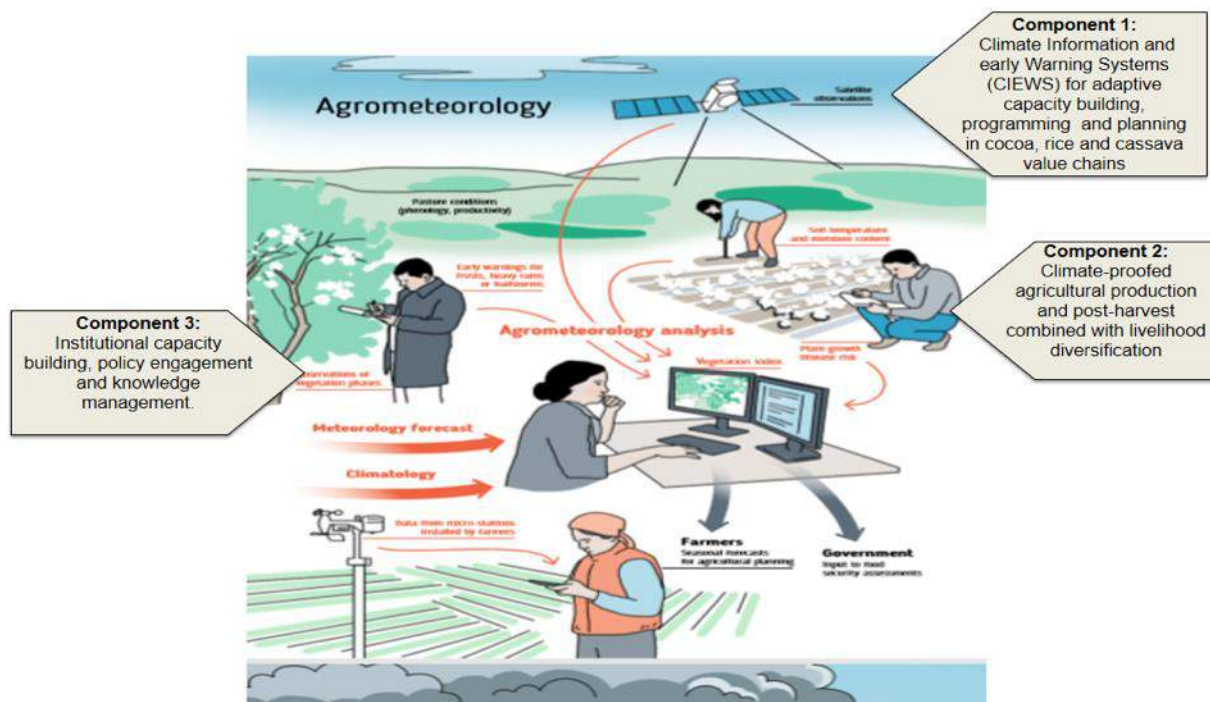 Component 1:
Climate Information and
early Warning Systems
(CIEWS) for adaptive
capacity building,
programming and planning
in cocoa, rice and cassava
value chains
Agrometeorology
Satellite
observations
Pasture conditions
(phenology, productivity)
Soil temperature
and moisture content
Early warnings for
frosts, heavy rains
or hailstorms
Component 2:
Climate-proofed
agricultural production
and post-harvest
combined with livelihood
diversification
Component 3:
Institutional capacity
building, policy engagement
and knowledge
management.
Agrometeorology analysis
Vegetation index
Plant growth
Disease risk
observations of
vegetation phases
Meteorology forecast
Climatology
Data from micro-stations
installed by farmers
Farmers
Seasonal forecasts
for agricultural planning
Government
Input to food
security assessments